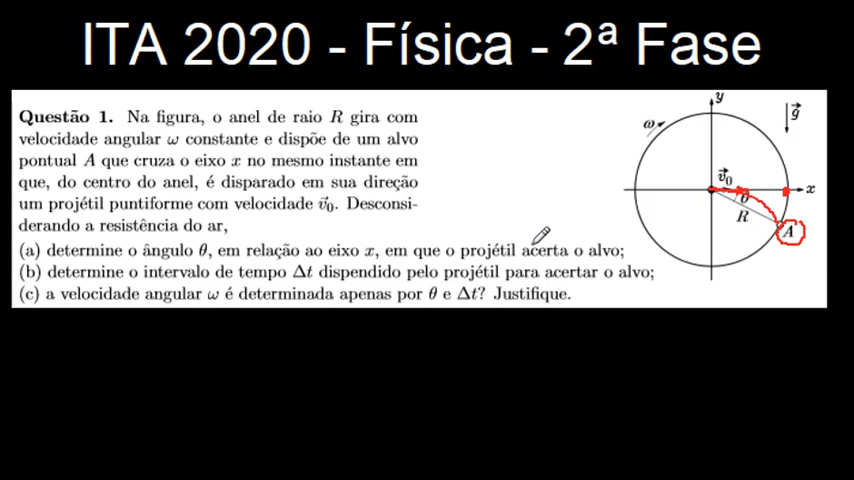 ITA 2020 - Física - 2ª Fase
Questão 1. Na figura, o anel de raio R gira com
velocidade angular ω constante e dispõe de um alvo
pontual A que cruza o eixo x no mesmo instante em
que, do centro do anel, é disparado em sua direção
um projétil puntiforme com velocidade v⃗₀. Desconsi-
derando a resistência do ar,
(a) determine o ângulo θ, em relação ao eixo x, em que o projétil acerta o alvo;
(b) determine o intervalo de tempo Δt dispendido pelo projétil para acertar o alvo;
(c) a velocidade angular ω é determinada apenas por θ e Δt? Justifique.
y
g⃗
ω
v⃗₀
x
θ
R
A